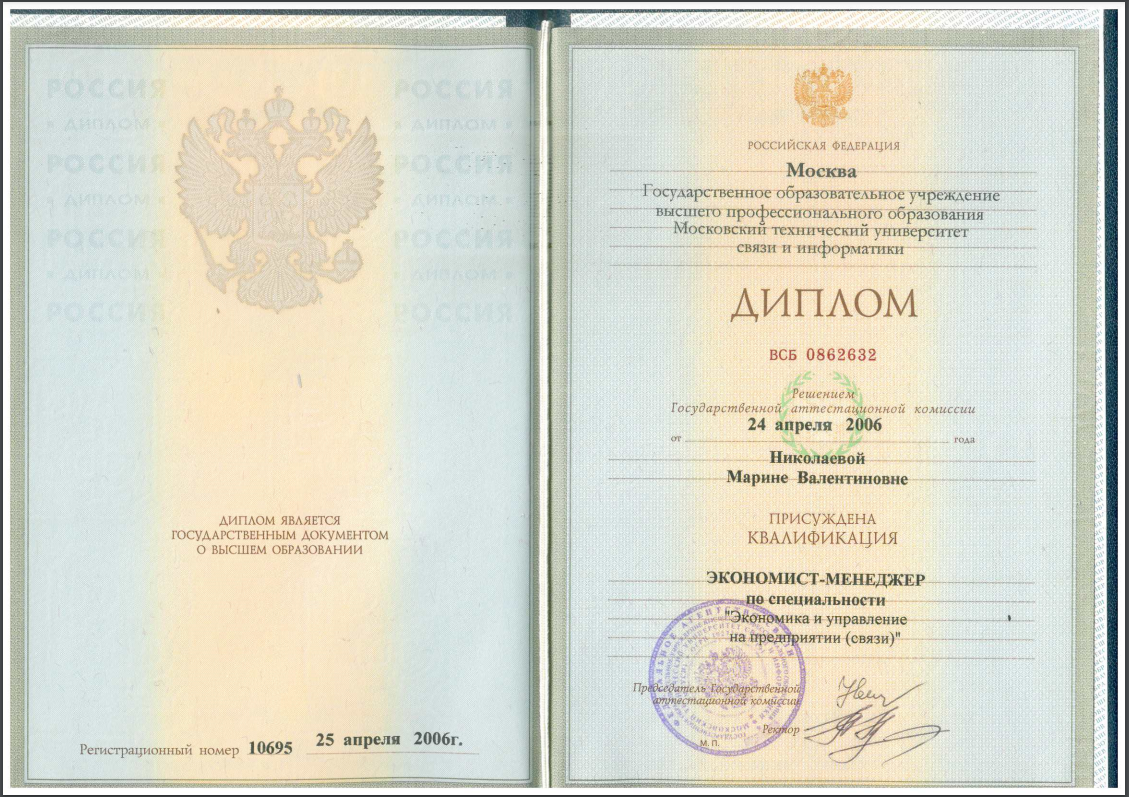 РОССИЯ РОССИЯ
« ДИПЛОМ » « ДИПЛОМ »
РОССИЯ РОССИЯ
« ДИПЛОМ » « ДИПЛОМ »
РОССИЯ РОССИЯ
« ДИПЛОМ » « ДИПЛОМ »
РОССИЯ РОССИЯ
ДИПЛОМ ЯВЛЯЕТСЯ
ГОСУДАРСТВЕННЫМ ДОКУМЕНТОМ
О ВЫСШЕМ ОБРАЗОВАНИИ
Регистрационный номер 10695 25 апреля 2006г.
РОССИЙСКАЯ ФЕДЕРАЦИЯ
Москва
Государственное образовательное учреждение
высшего профессионального образования
Московский технический университет
связи и информатики
ДИПЛОМ
ВСБ 0862632
Решением
Государственной аттестационной комиссии
24 апреля 2006
от года
Николаевой
Марине Валентиновне
ПРИСУЖДЕНА
КВАЛИФИКАЦИЯ
ЭКОНОМИСТ-МЕНЕДЖЕР
по специальности
"Экономика и управление
на предприятии (связи)"
Председатель Государственной
аттестационной комиссии
Ректор
М.П.